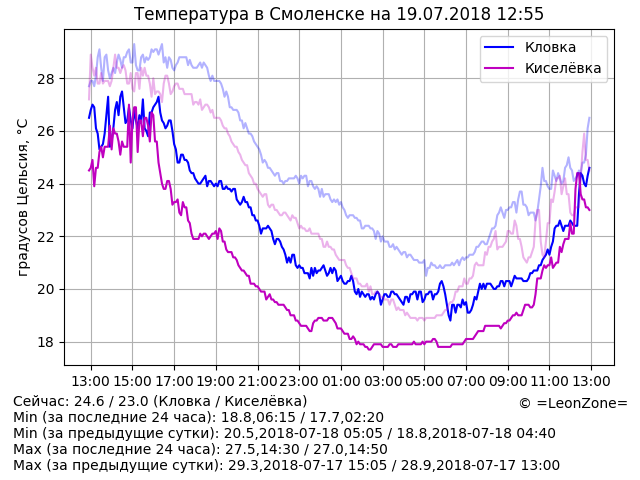 Температура в Смоленске на 19.07.2018 12:55
Кловка
Киселёвка
градусов Цельсия, °C
28
26
24
22
20
18
13:00 15:00 17:00 19:00 21:00 23:00 01:00 03:00 05:00 07:00 09:00 11:00 13:00
Сейчас: 24.6 / 23.0 (Кловка / Киселёвка)
© =LeonZone=
Min (за последние 24 часа): 18.8,06:15 / 17.7,02:20
Min (за предыдущие сутки): 20.5,2018-07-18 05:05 / 18.8,2018-07-18 04:40
Max (за последние 24 часа): 27.5,14:30 / 27.0,14:50
Max (за предыдущие сутки): 29.3,2018-07-17 15:05 / 28.9,2018-07-17 13:00